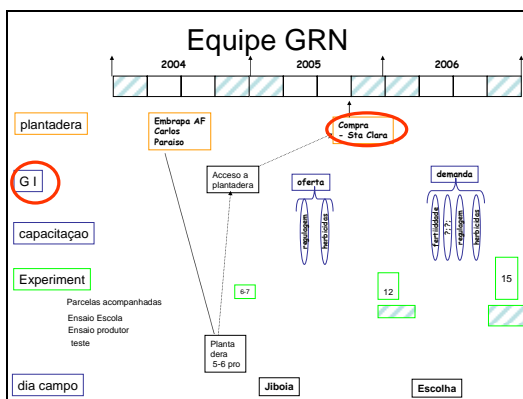 Equipe GRN
2004 2005 2006
plantadera
Embrapa AF
Carlos
Paraiso
Compra
- Sta Clara
G I
Acceso a
plantadera
oferta
demanda
capacitaçao
regulagem
herbicidas
fertilidade
?;?;
regulagem
herbicidas
Experiment
6-7
12
15
Parcelas acompanhadas
Ensaio Escola
Ensaio produtor
teste
Planta
dera
5-6 pro
dia campo
Jiboia
Escolha